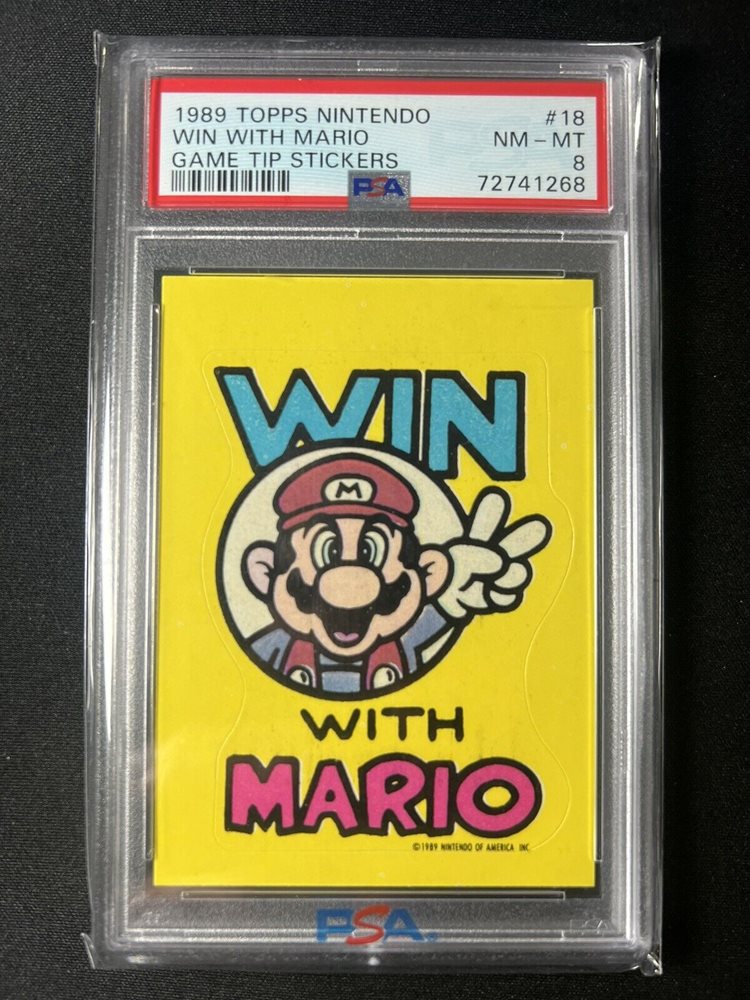 1989 TOPPS NINTENDO #18
WIN WITH MARIO NM - MT
GAME TIP STICKERS 8
PSA 72741268
WIN
M
WITH
MARIO
©1989 NINTENDO OF AMERICA INC
PSA